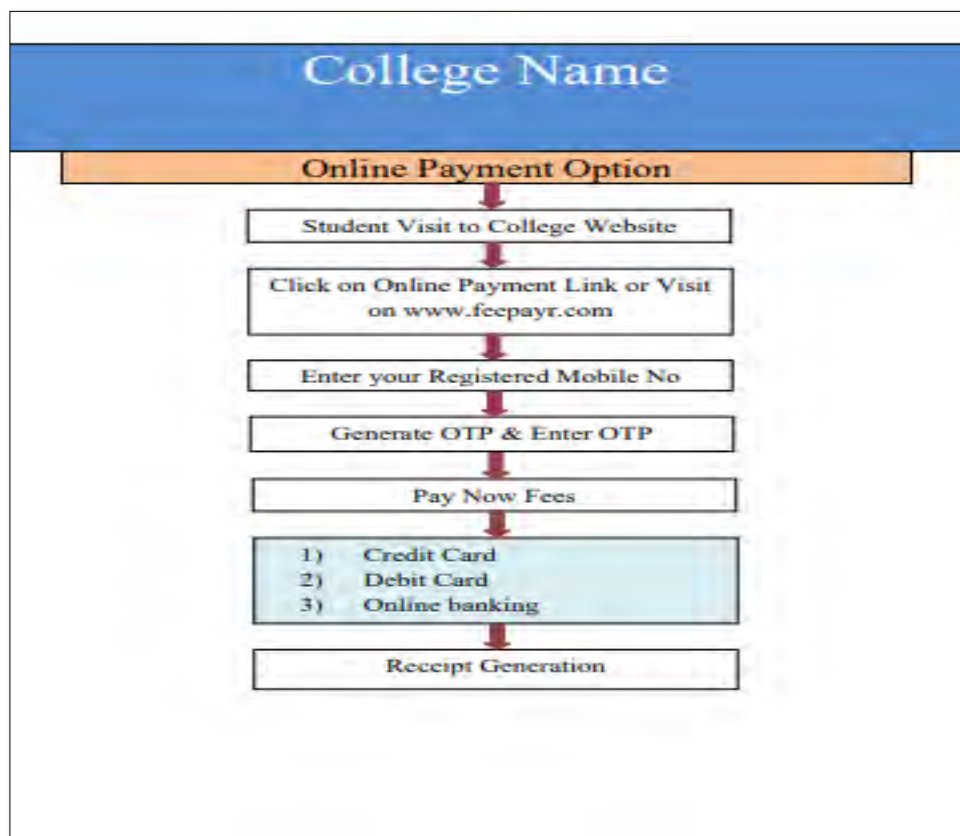 College Name
Online Payment Option
Student Visit to College Website
Click on Online Payment Link or Visit
on www.feepayr.com
Enter your Registered Mobile No
Generate OTP & Enter OTP
Pay Now Fees
1) Credit Card
2) Debit Card
3) Online banking
Receipt Generation